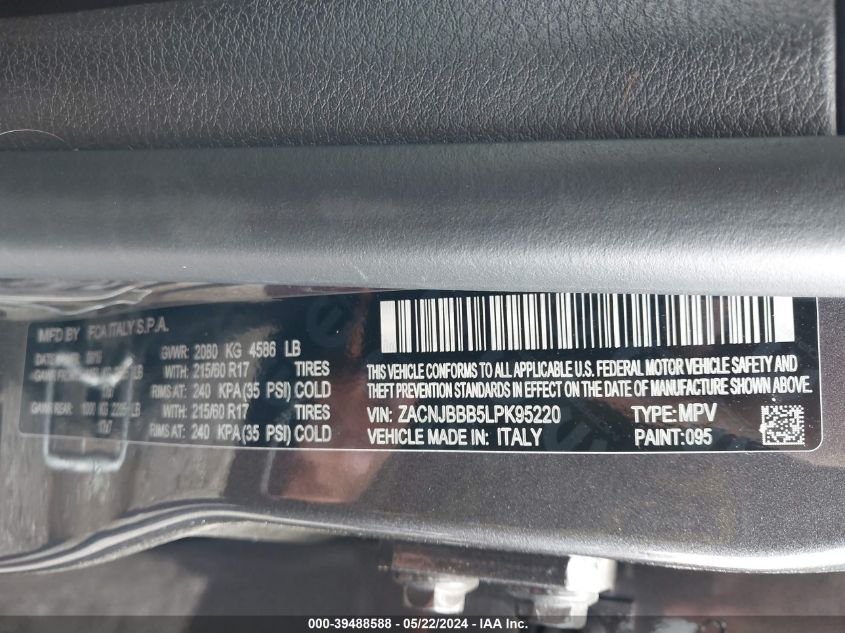 MFD BY FCA ITALY S.P.A.
GVWR: 2080 KG 4586 LB
WITH: 215/60 R17 TIRES
RIMS AT: 240 KPA (35 PSI) COLD
GAWR REAR: LB WITH: 215/60 R17 TIRES
RIMS AT: 240 KPA (35 PSI) COLD
THIS VEHICLE CONFORMS TO ALL APPLICABLE U.S. FEDERAL MOTOR VEHICLE SAFETY AND
THEFT PREVENTION STANDARDS IN EFFECT ON THE DATE OF MANUFACTURE SHOWN ABOVE.
VIN: ZACNJBBB5LPK95220 TYPE: MPV
VEHICLE MADE IN: ITALY PAINT: 095
000-39488588 - 05/22/2024 - IAA Inc.